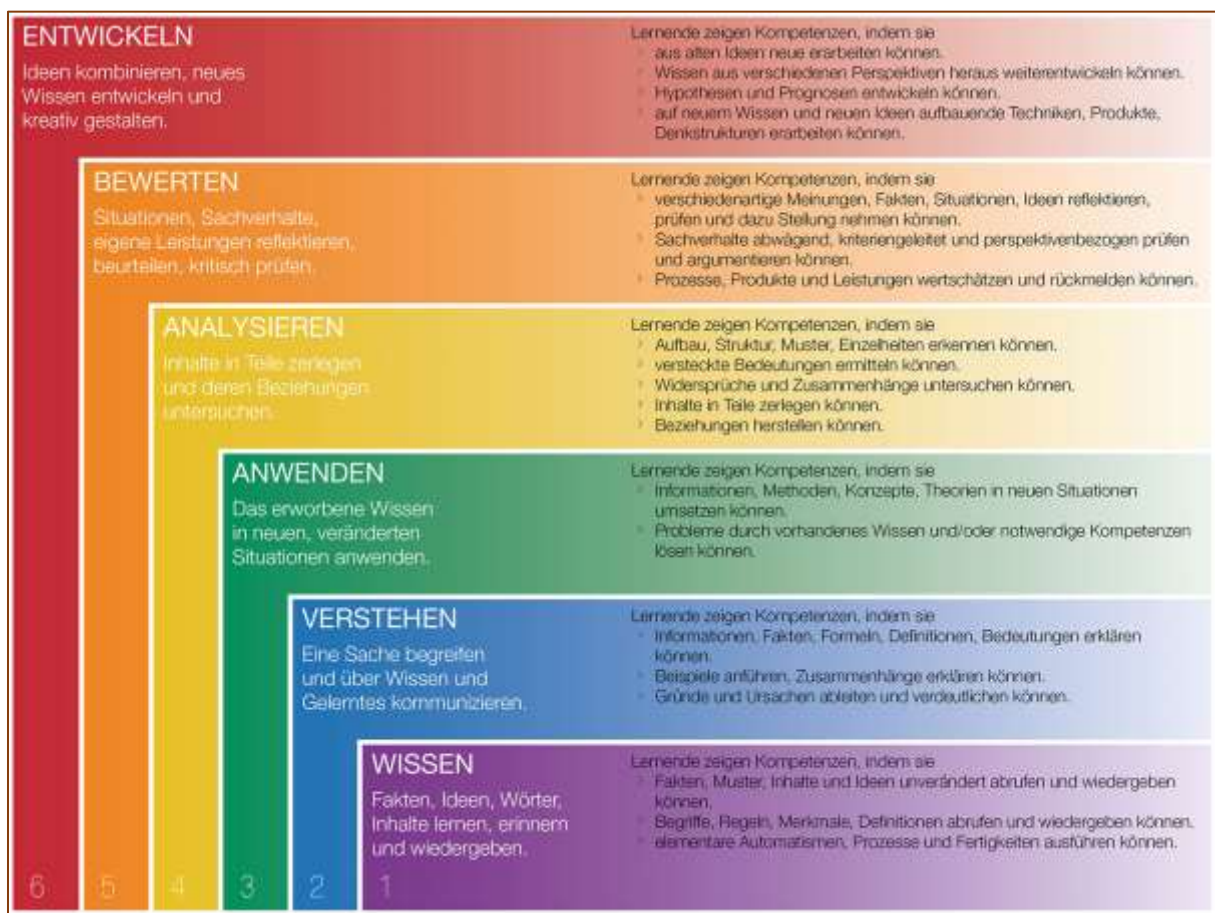 ENTWICKELN
Ideen kombinieren, neues
Wissen entwickeln und
kreativ gestalten.
Lernende zeigen Kompetenzen, indem sie
aus alten Ideen neue erarbeiten können.
Wissen aus verschiedenen Perspektiven heraus weiterentwickeln können.
Hypothesen und Prognosen entwickeln können.
auf neuem Wissen und neuen Ideen aufbauende Techniken, Produkte,
Denkstrukturen erarbeiten können.
BEWERTEN
Situationen, Sachverhalte,
eigene Leistungen reflektieren,
beurteilen, kritisch prüfen.
Lernende zeigen Kompetenzen, indem sie
verschiedenartige Meinungen, Fakten, Situationen, Ideen reflektieren,
prüfen und dazu Stellung nehmen können.
Sachverhalte abwägend, kriteriengeleitet und perspektivenbezogen prüfen
und argumentieren können.
Prozesse, Produkte und Leistungen wertschätzen und rückmelden können.
ANALYSIEREN
Inhalte in Teile zerlegen
und deren Beziehungen
untersuchen.
Lernende zeigen Kompetenzen, indem sie
Aufbau, Struktur, Muster, Einzelheiten erkennen können.
versteckte Bedeutungen ermitteln können.
Widersprüche und Zusammenhänge untersuchen können.
Inhalte in Teile zerlegen können.
Beziehungen herstellen können.
ANWENDEN
Das erworbene Wissen
in neuen, veränderten
Situationen anwenden.
Lernende zeigen Kompetenzen, indem sie
Informationen, Methoden, Konzepte, Theorien in neuen Situationen
umsetzen können.
Probleme durch vorhandenes Wissen und/oder notwendige Kompetenzen
lösen können.
VERSTEHEN
Eine Sache begreifen
und über Wissen und
Gelerntes kommunizieren.
Lernende zeigen Kompetenzen, indem sie
Informationen, Fakten, Formeln, Definitionen, Bedeutungen erklären
können.
Beispiele anführen, Zusammenhänge erklären können.
Gründe und Ursachen ableiten und verdeutlichen können.
WISSEN
Fakten, Ideen, Wörter,
Inhalte lernen, erinnern
und wiedergeben.
Lernende zeigen Kompetenzen, indem sie
Fakten, Muster, Inhalte und Ideen unverändert abrufen und wiedergeben
können.
Begriffe, Regeln, Merkmale, Definitionen abrufen und wiedergeben können.
elementare Automatismen, Prozesse und Fertigkeiten ausführen können.
6 5 4 3 2 1